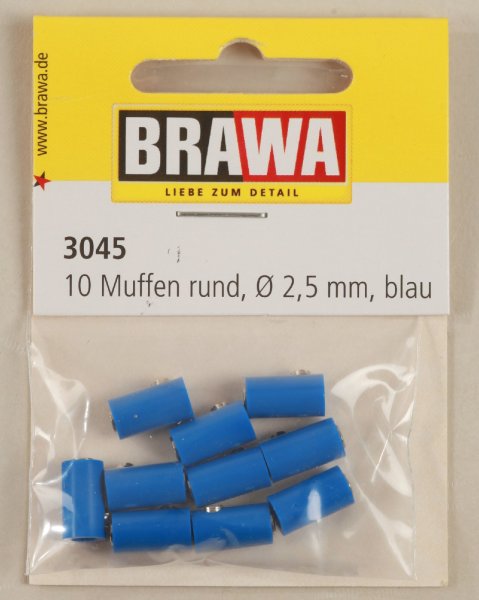 www.brawa.de
BRAWA
LIEBE ZUM DETAIL
3045
10 Muffen rund, Ø 2,5 mm, blau